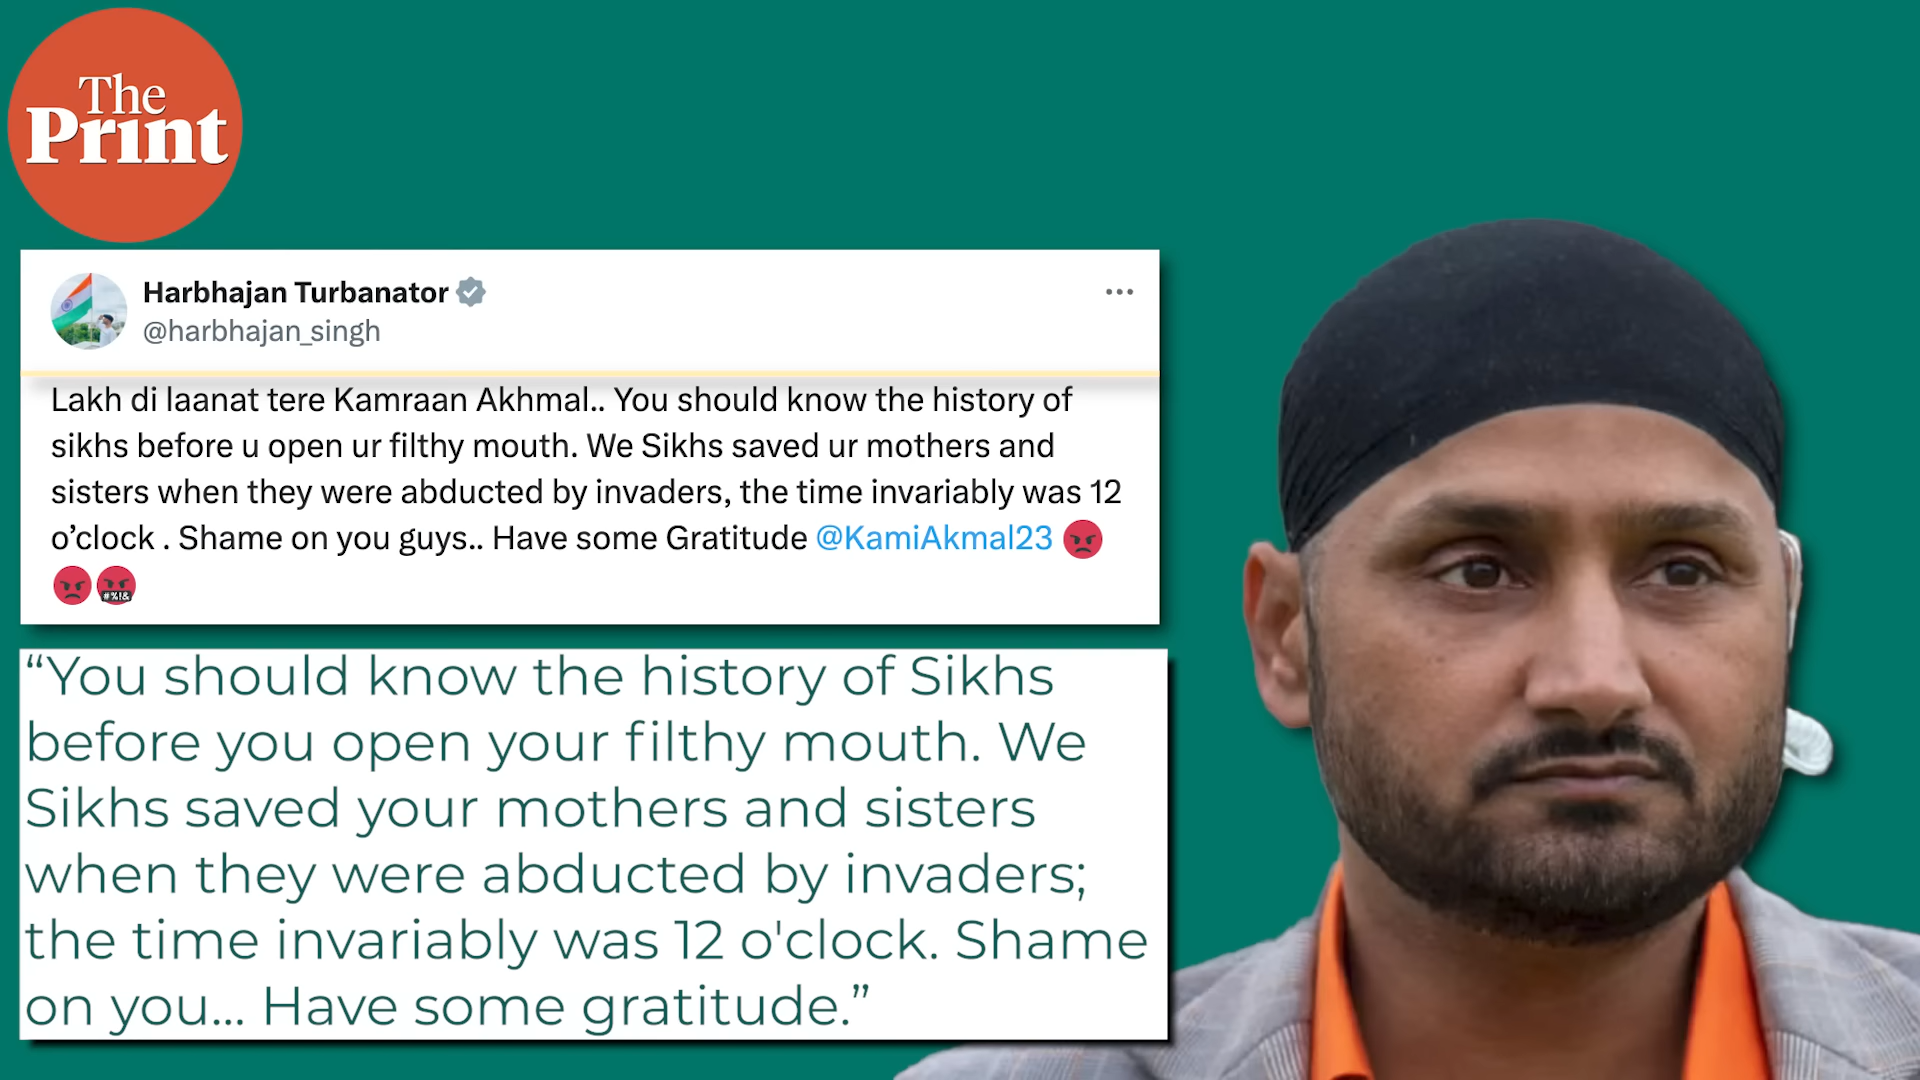 The
Print
Harbhajan Turbanator
@harbhajan_singh
Lakh di laanat tere Kamraan Akhmal.. You should know the history of
sikhs before u open ur filthy mouth. We Sikhs saved ur mothers and
sisters when they were abducted by invaders, the time invariably was 12
o’clock . Shame on you guys.. Have some Gratitude @KamiAkmal23 😡
😡🤬
“You should know the history of Sikhs
before you open your filthy mouth. We
Sikhs saved your mothers and sisters
when they were abducted by invaders;
the time invariably was 12 o'clock. Shame
on you... Have some gratitude.”